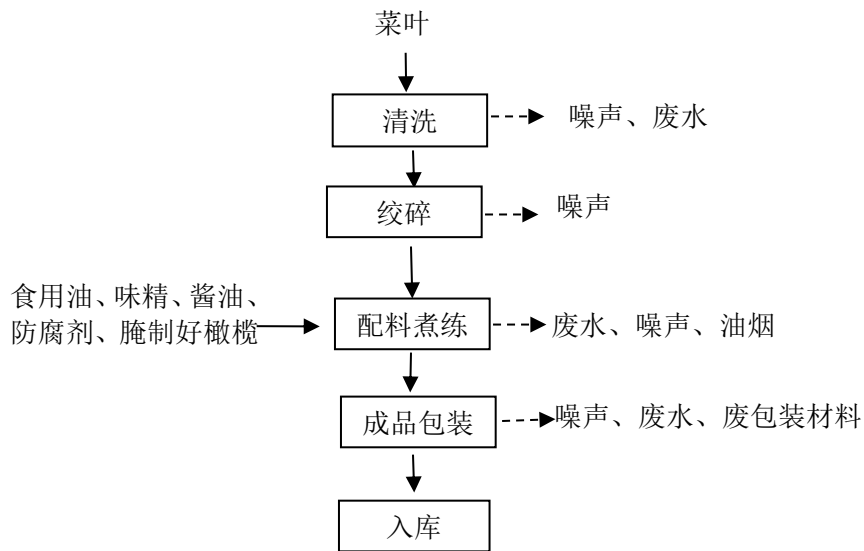 菜叶
清洗
噪声、废水
绞碎
噪声
食用油、味精、酱油、
防腐剂、腌制好橄榄
配料煮练
废水、噪声、油烟
成品包装
噪声、废水、废包装材料
入库